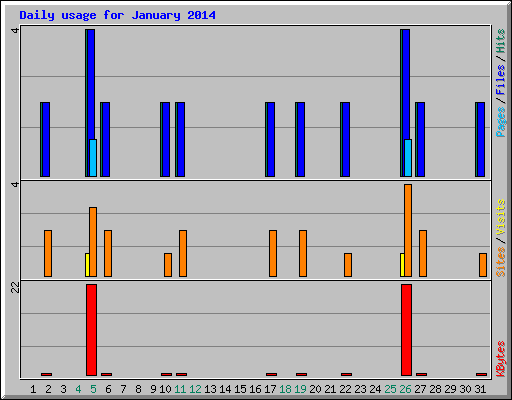 Daily usage for January 2014
4
Pages / Files / Hits
4
Sites / Visits
22
KBytes
1 2 3 4 5 6 7 8 9 10 11 12 13 14 15 16 17 18 19 20 21 22 23 24 25 26 27 28 29 30 31